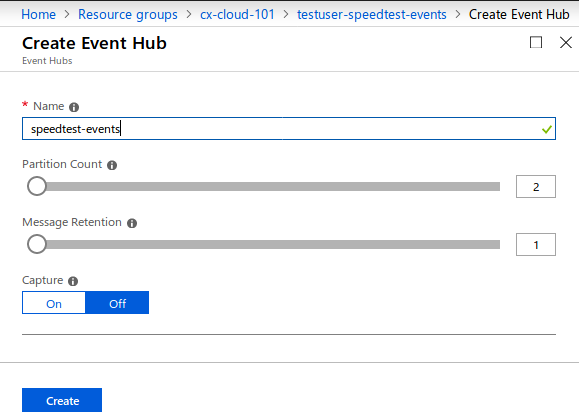 Home > Resource groups > cx-cloud-101 > testuser-speedtest-events > Create Event Hub
Create Event Hub
Event Hubs
* Name
speedtest-events
Partition Count
2
Message Retention
1
Capture
On Off
Create